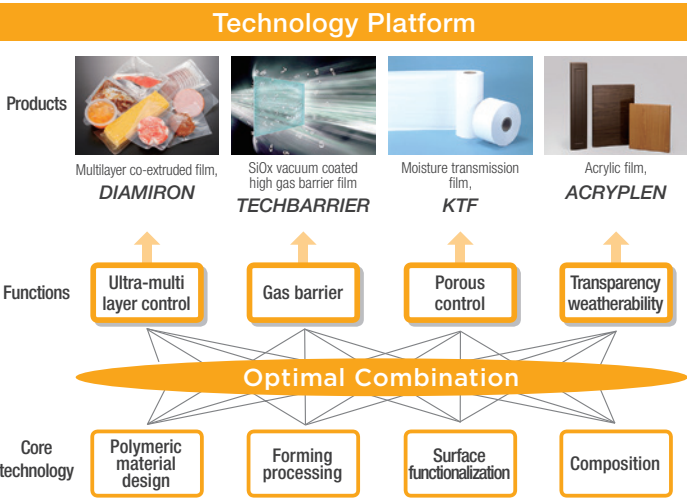 Technology Platform
Products
Multilayer co-extruded film,
DIAMIRON
SiOx vacuum coated
high gas barrier film
TECHBARRIER
Moisture transmission
film,
KTF
Acrylic film,
ACRYPLEN
Functions
Ultra-multi
layer control
Gas barrier
Porous
control
Transparency
weatherability
Optimal Combination
Core
technology
Polymeric
material
design
Forming
processing
Surface
functionalization
Composition